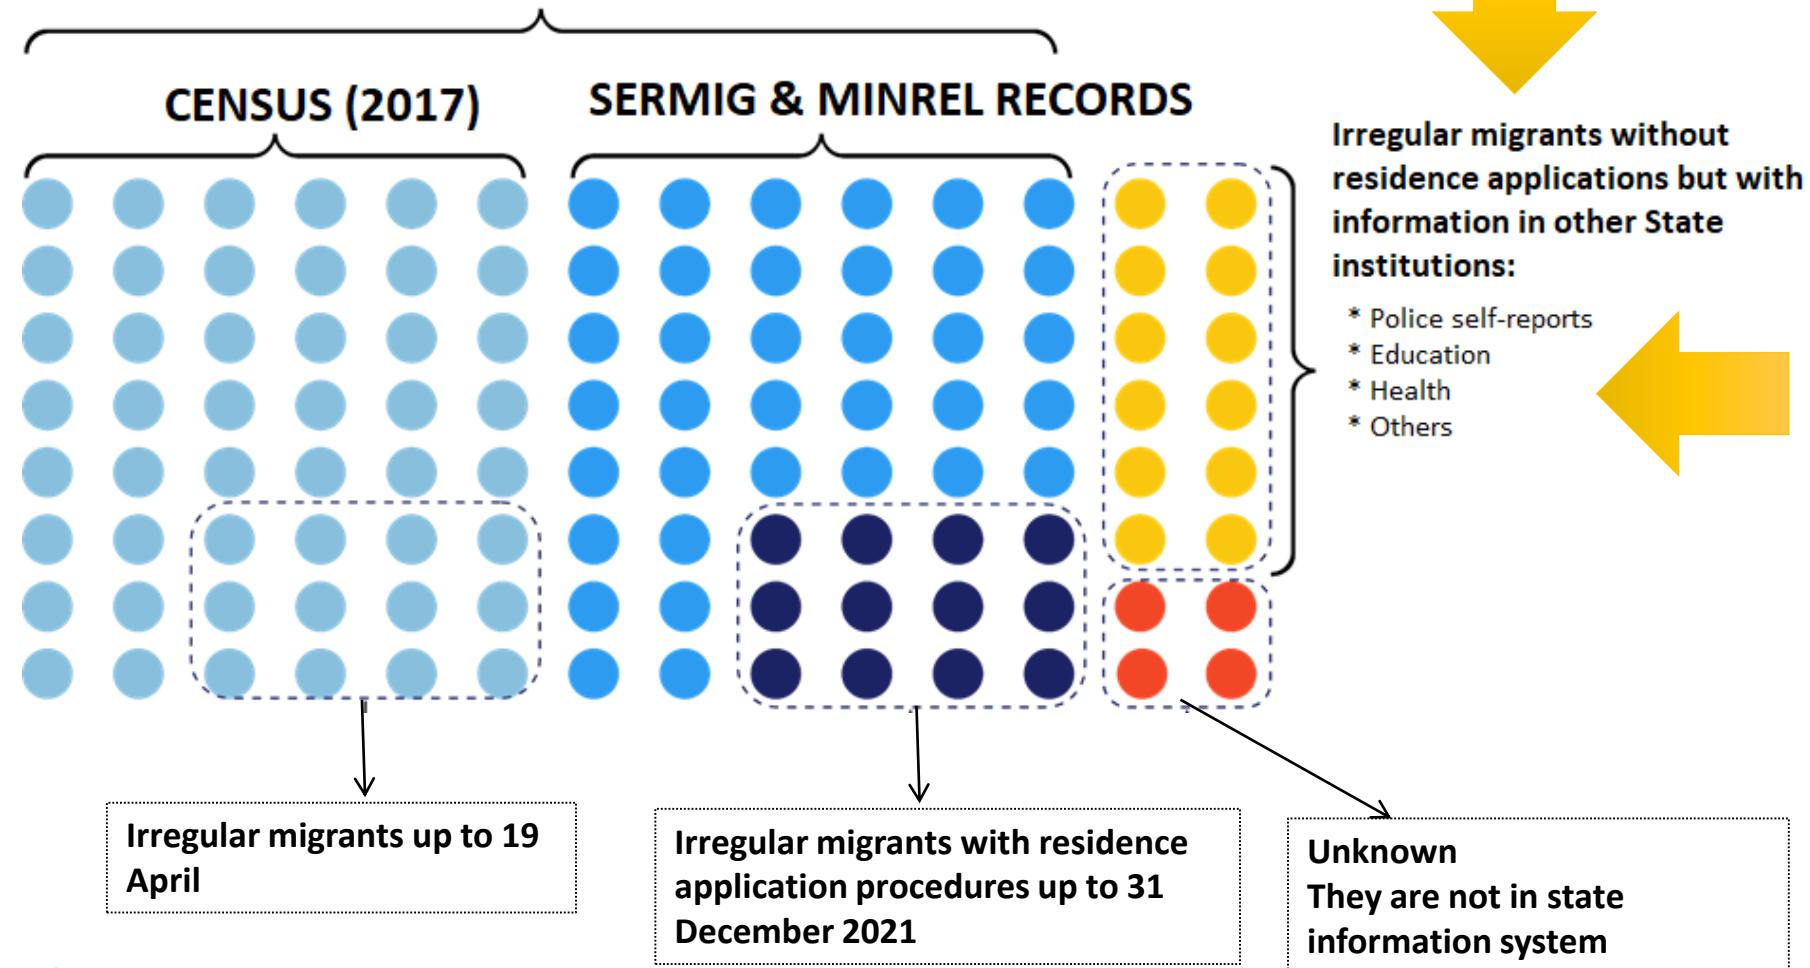 CENSUS (2017)
SERMIG & MINREL RECORDS
Irregular migrants without
residence applications but with
information in other State
institutions:
* Police self-reports
* Education
* Health
* Others
Irregular migrants up to 19
April
Irregular migrants with residence
application procedures up to 31
December 2021
Unknown
They are not in state
information system